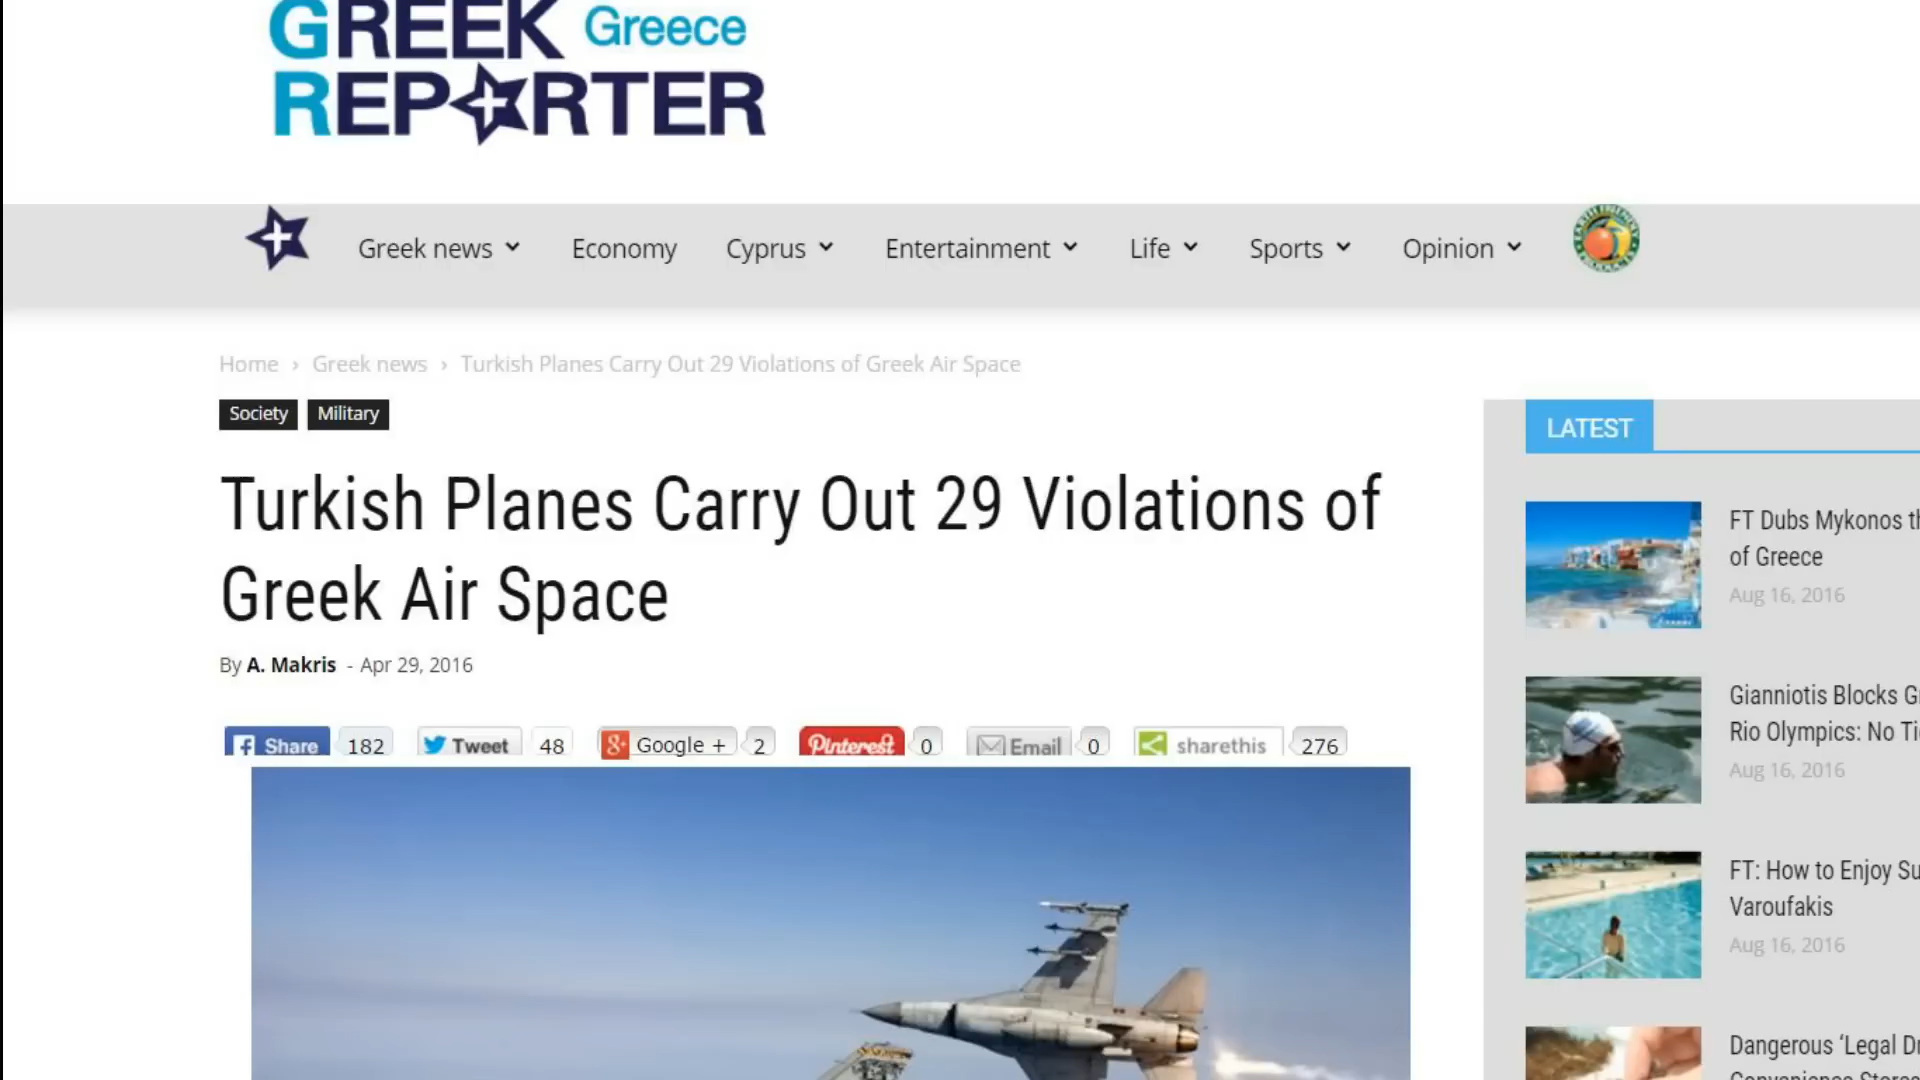 GREEK Greece
REPORTER
Greek news
Economy
Cyprus
Entertainment
Life
Sports
Opinion
Home › Greek news › Turkish Planes Carry Out 29 Violations of Greek Air Space
Society Military
Turkish Planes Carry Out 29 Violations of
Greek Air Space
By A. Makris - Apr 29, 2016
Share 182 Tweet 48 Google + 2 Pinterest 0 Email 0 sharethis 276
LATEST
FT Dubs Mykonos
of Greece
Aug 16, 2016
Gianniotis Blocks
Rio Olympics: No
Aug 16, 2016
FT: How to Enjoy
Varoufakis
Aug 16, 2016
Dangerous ‘Legal